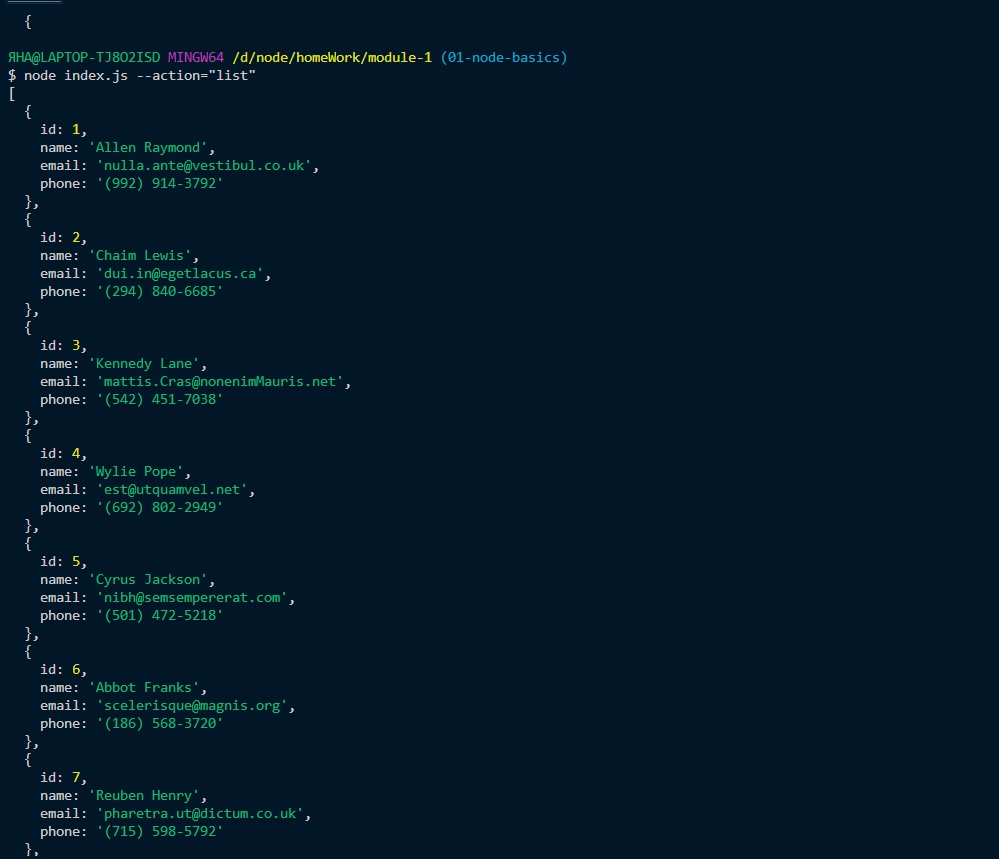 {
ЯНА@LAPTOP-TJ8O2ISD MINGW64 /d/node/homeWork/module-1 (01-node-basics)
$ node index.js --action="list"
[
  {
    id: 1,
    name: 'Allen Raymond',
    email: 'nulla.ante@vestibul.co.uk',
    phone: '(992) 914-3792'
  },
  {
    id: 2,
    name: 'Chaim Lewis',
    email: 'dui.in@egetlacus.ca',
    phone: '(294) 840-6685'
  },
  {
    id: 3,
    name: 'Kennedy Lane',
    email: 'mattis.Cras@nonenimMauris.net',
    phone: '(542) 451-7038'
  },
  {
    id: 4,
    name: 'Wylie Pope',
    email: 'est@utquamvel.net',
    phone: '(692) 802-2949'
  },
  {
    id: 5,
    name: 'Cyrus Jackson',
    email: 'nibh@semsempererat.com',
    phone: '(501) 472-5218'
  },
  {
    id: 6,
    name: 'Abbot Franks',
    email: 'scelerisque@magnis.org',
    phone: '(186) 568-3720'
  },
  {
    id: 7,
    name: 'Reuben Henry',
    email: 'pharetra.ut@dictum.co.uk',
    phone: '(715) 598-5792'
  },